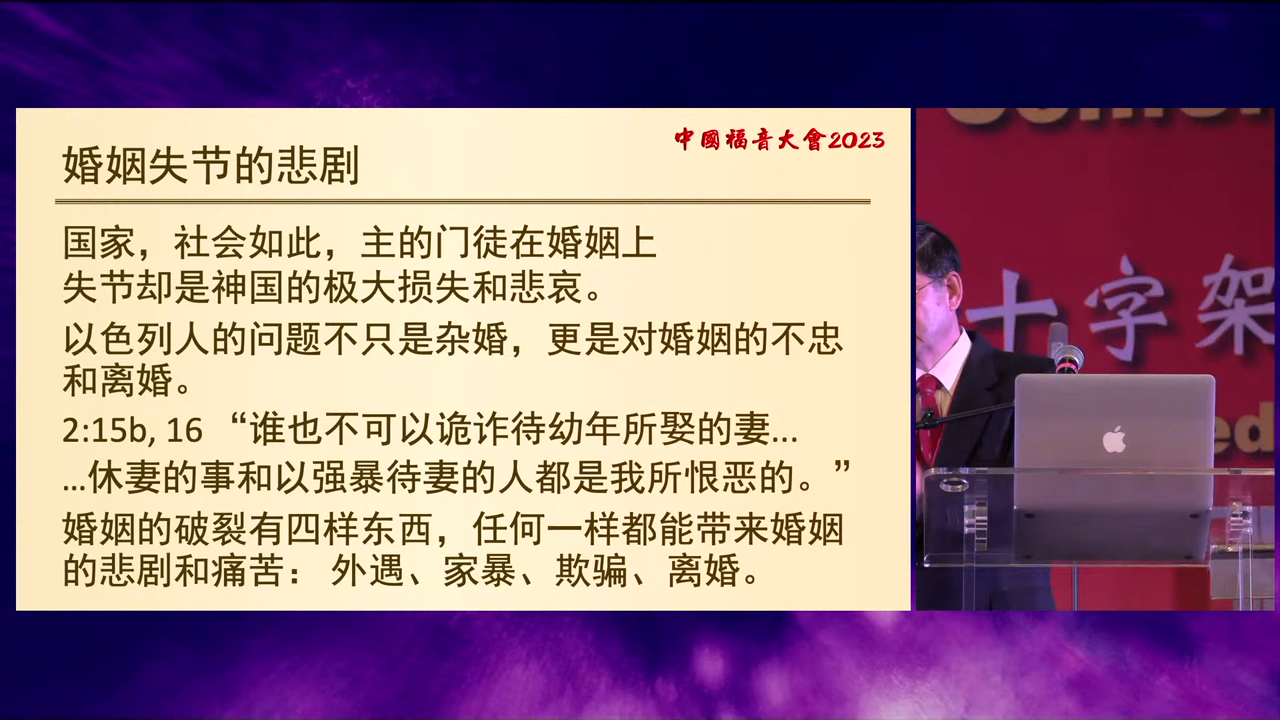 中國福音大會2023
婚姻失节的悲剧
国家，社会如此，主的门徒在婚姻上
失节却是神国的极大损失和悲哀。
以色列人的问题不只是杂婚，更是对婚姻的不忠
和离婚。
2:15b, 16 “谁也不可以诡诈待幼年所娶的妻...
...休妻的事和以强暴待妻的人都是我所恨恶的。”
婚姻的破裂有四样东西，任何一样都能带来婚姻
的悲剧和痛苦： 外遇、家暴、欺骗、离婚。
十字架
ed